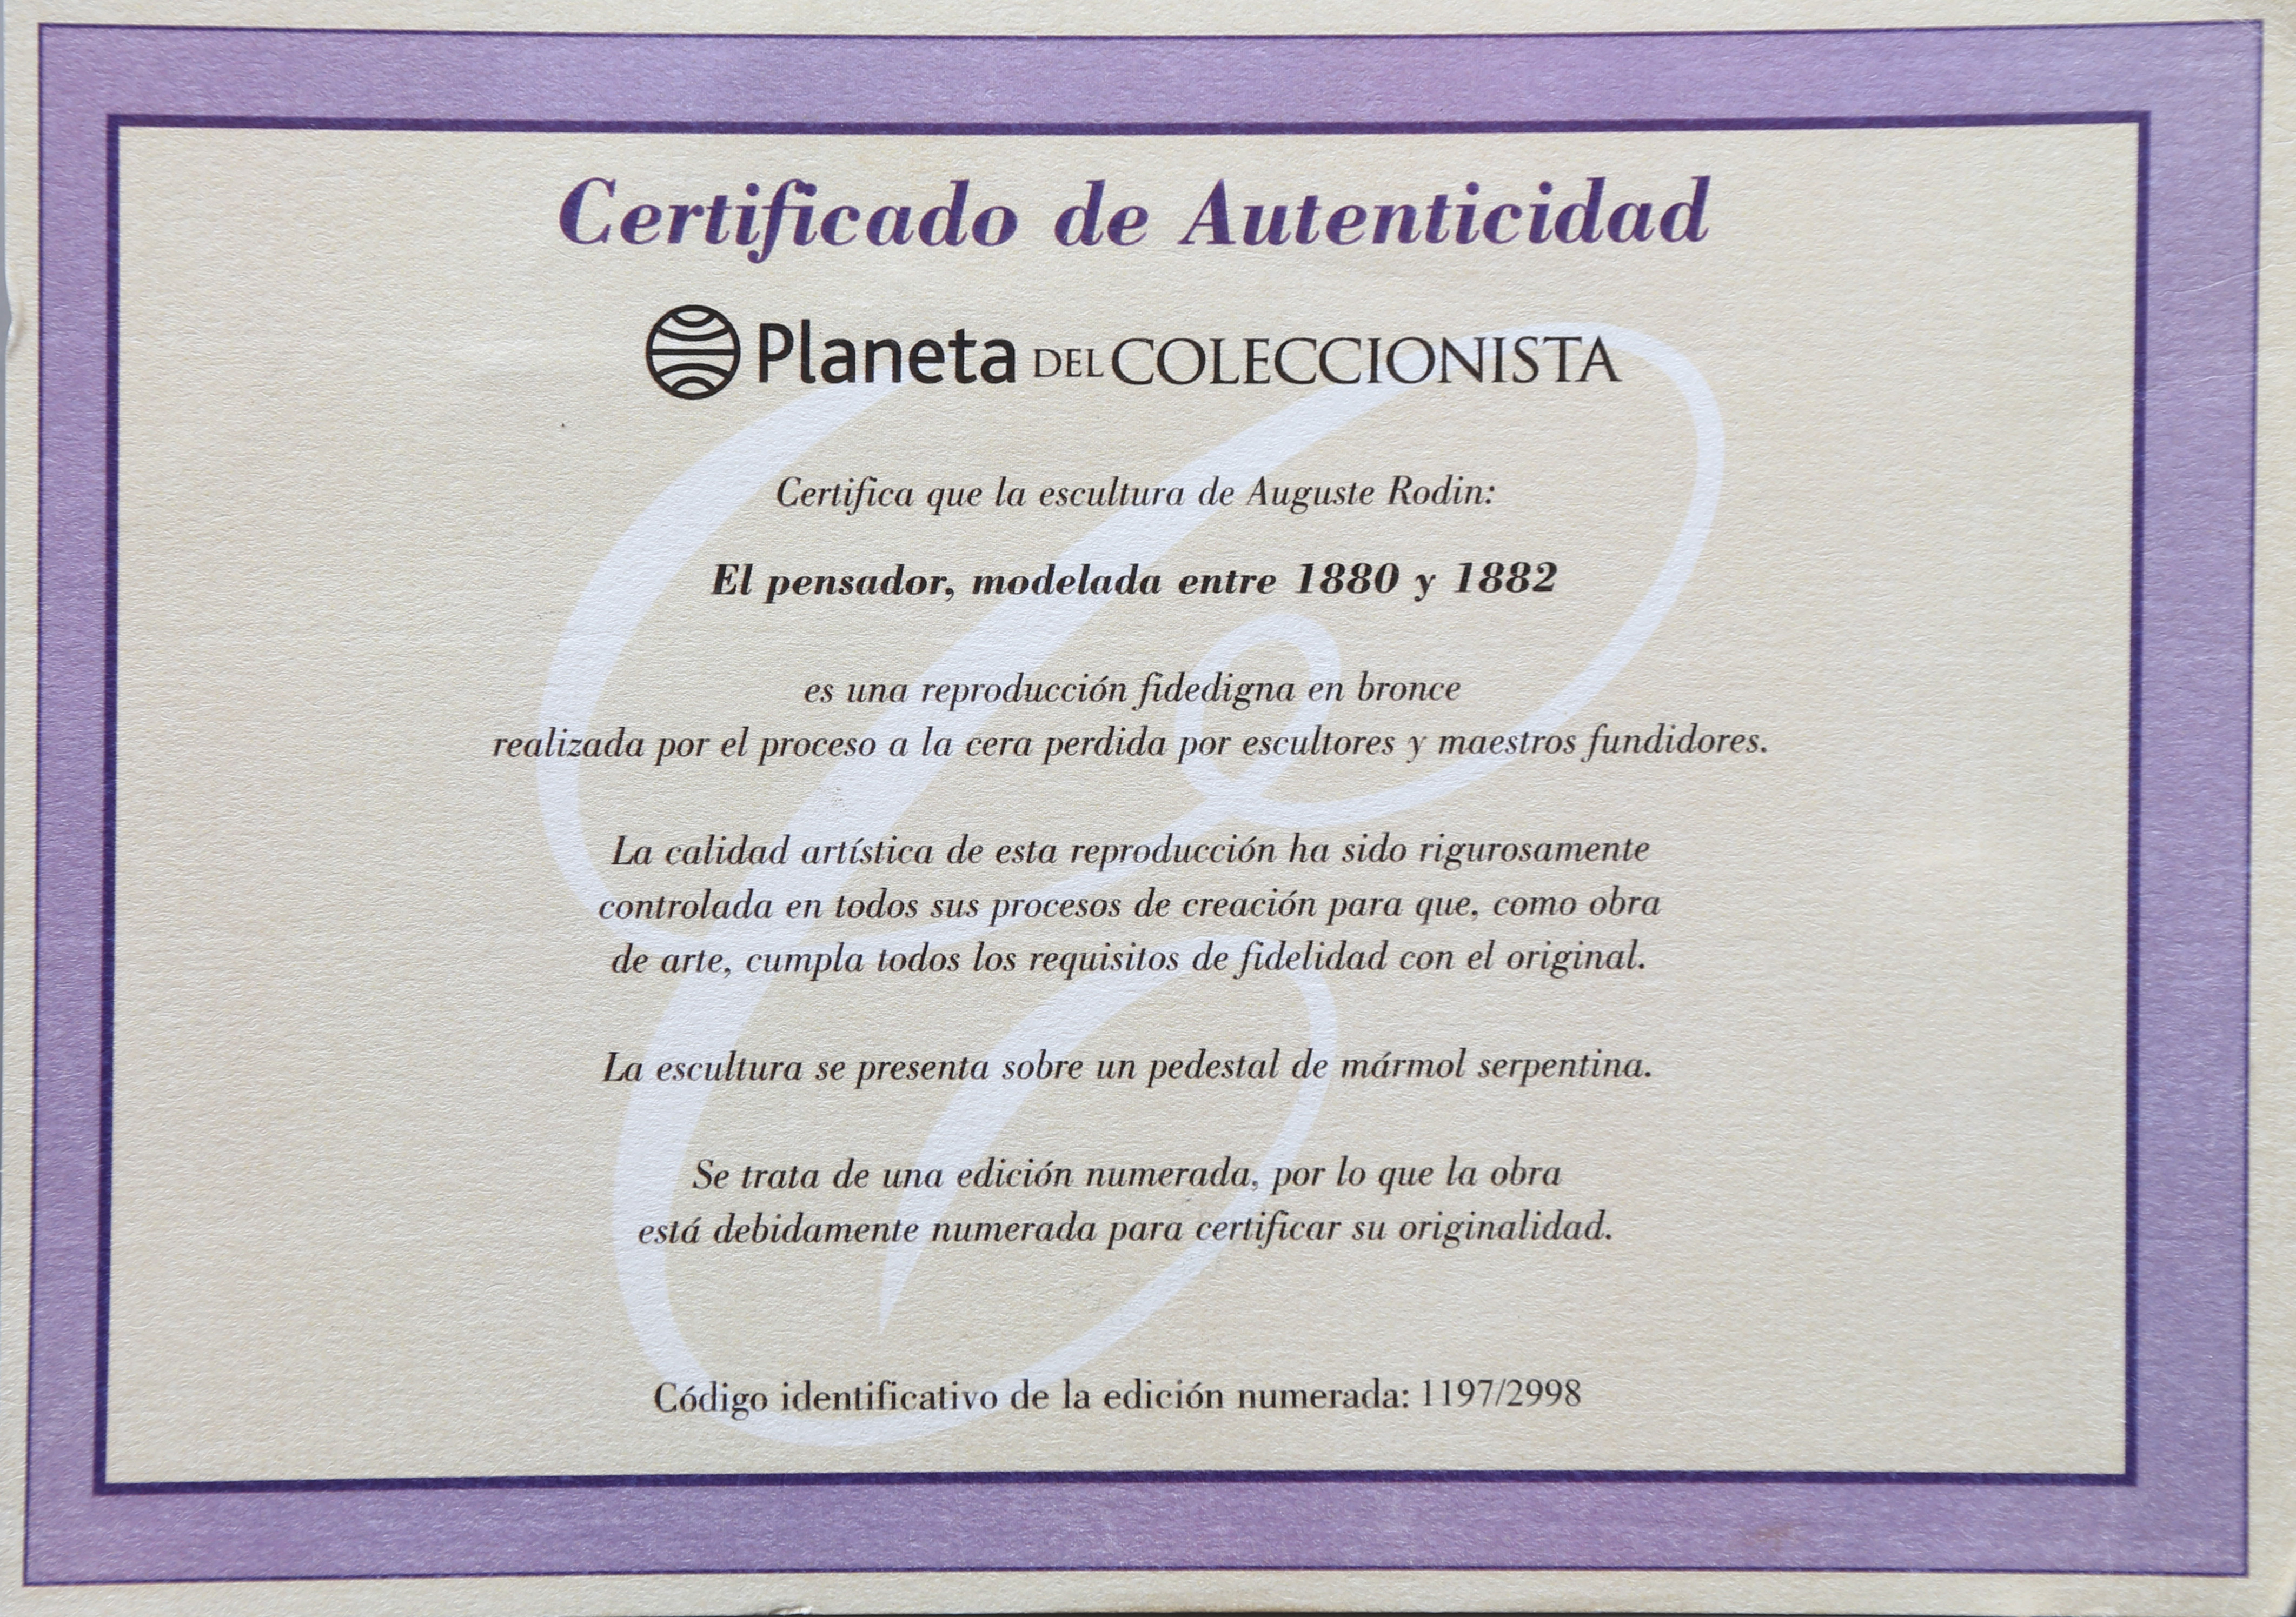 Certificado de Autenticidad
Planeta DEL COLECCIONISTA
Certifica que la escultura de Auguste Rodin:
El pensador, modelada entre 1880 y 1882
es una reproducción fidedigna en bronce
realizada por el proceso a la cera perdida por escultores y maestros fundidores.
La calidad artística de esta reproducción ha sido rigurosamente
controlada en todos sus procesos de creación para que, como obra
de arte, cumpla todos los requisitos de fidelidad con el original.
La escultura se presenta sobre un pedestal de mármol serpentina.
Se trata de una edición numerada, por lo que la obra
está debidamente numerada para certificar su originalidad.
Código identificativo de la edición numerada: 1197/2998